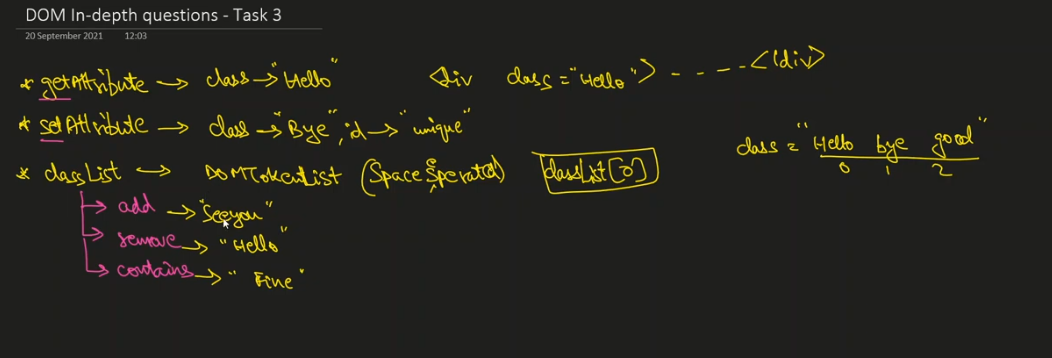 DOM In-depth questions - Task 3
20 September 2021 12:03
* getAttribute → class → "Hello" <div class = "Hello"> - - - - </div>
* setAttribute → class → "Bye", id → "unique"
class = "Hello bye good"
0 1 2
* classList → DOMTokenList (Space Seperated) classList[0]
→ add → "Seeyou"
→ remove → "Hello"
→ contains → "Fine"